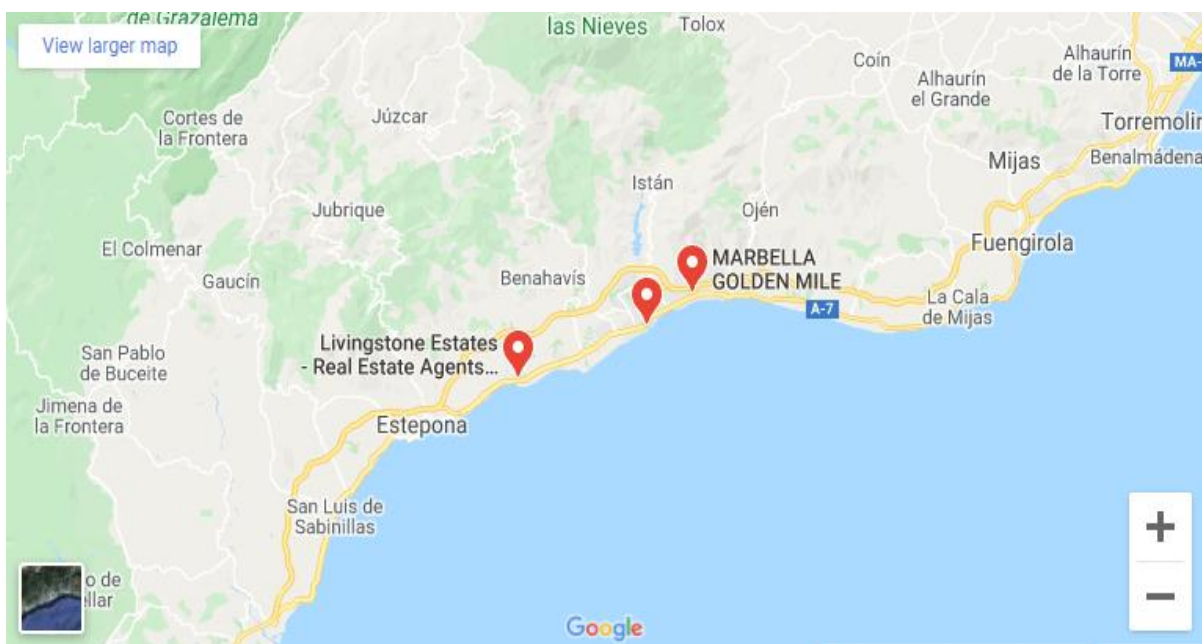 de Grazalema
las Nieves
Tolox
View larger map
Coín
Alhaurín
de la Torre
MA-
Alhaurín
el Grande
Cortes de
la Frontera
Júzcar
Torremolin
Mijas
Benalmádena
Istán
Jubrique
Ojén
El Colmenar
Fuengirola
Gaucín
Benahavís
MARBELLA
GOLDEN MILE
La Cala
de Mijas
A-7
Livingstone Estates
- Real Estate Agents...
San Pablo
de Buceite
Jimena de
la Frontera
Estepona
San Luis de
Sabinillas
o de
ellar
Google